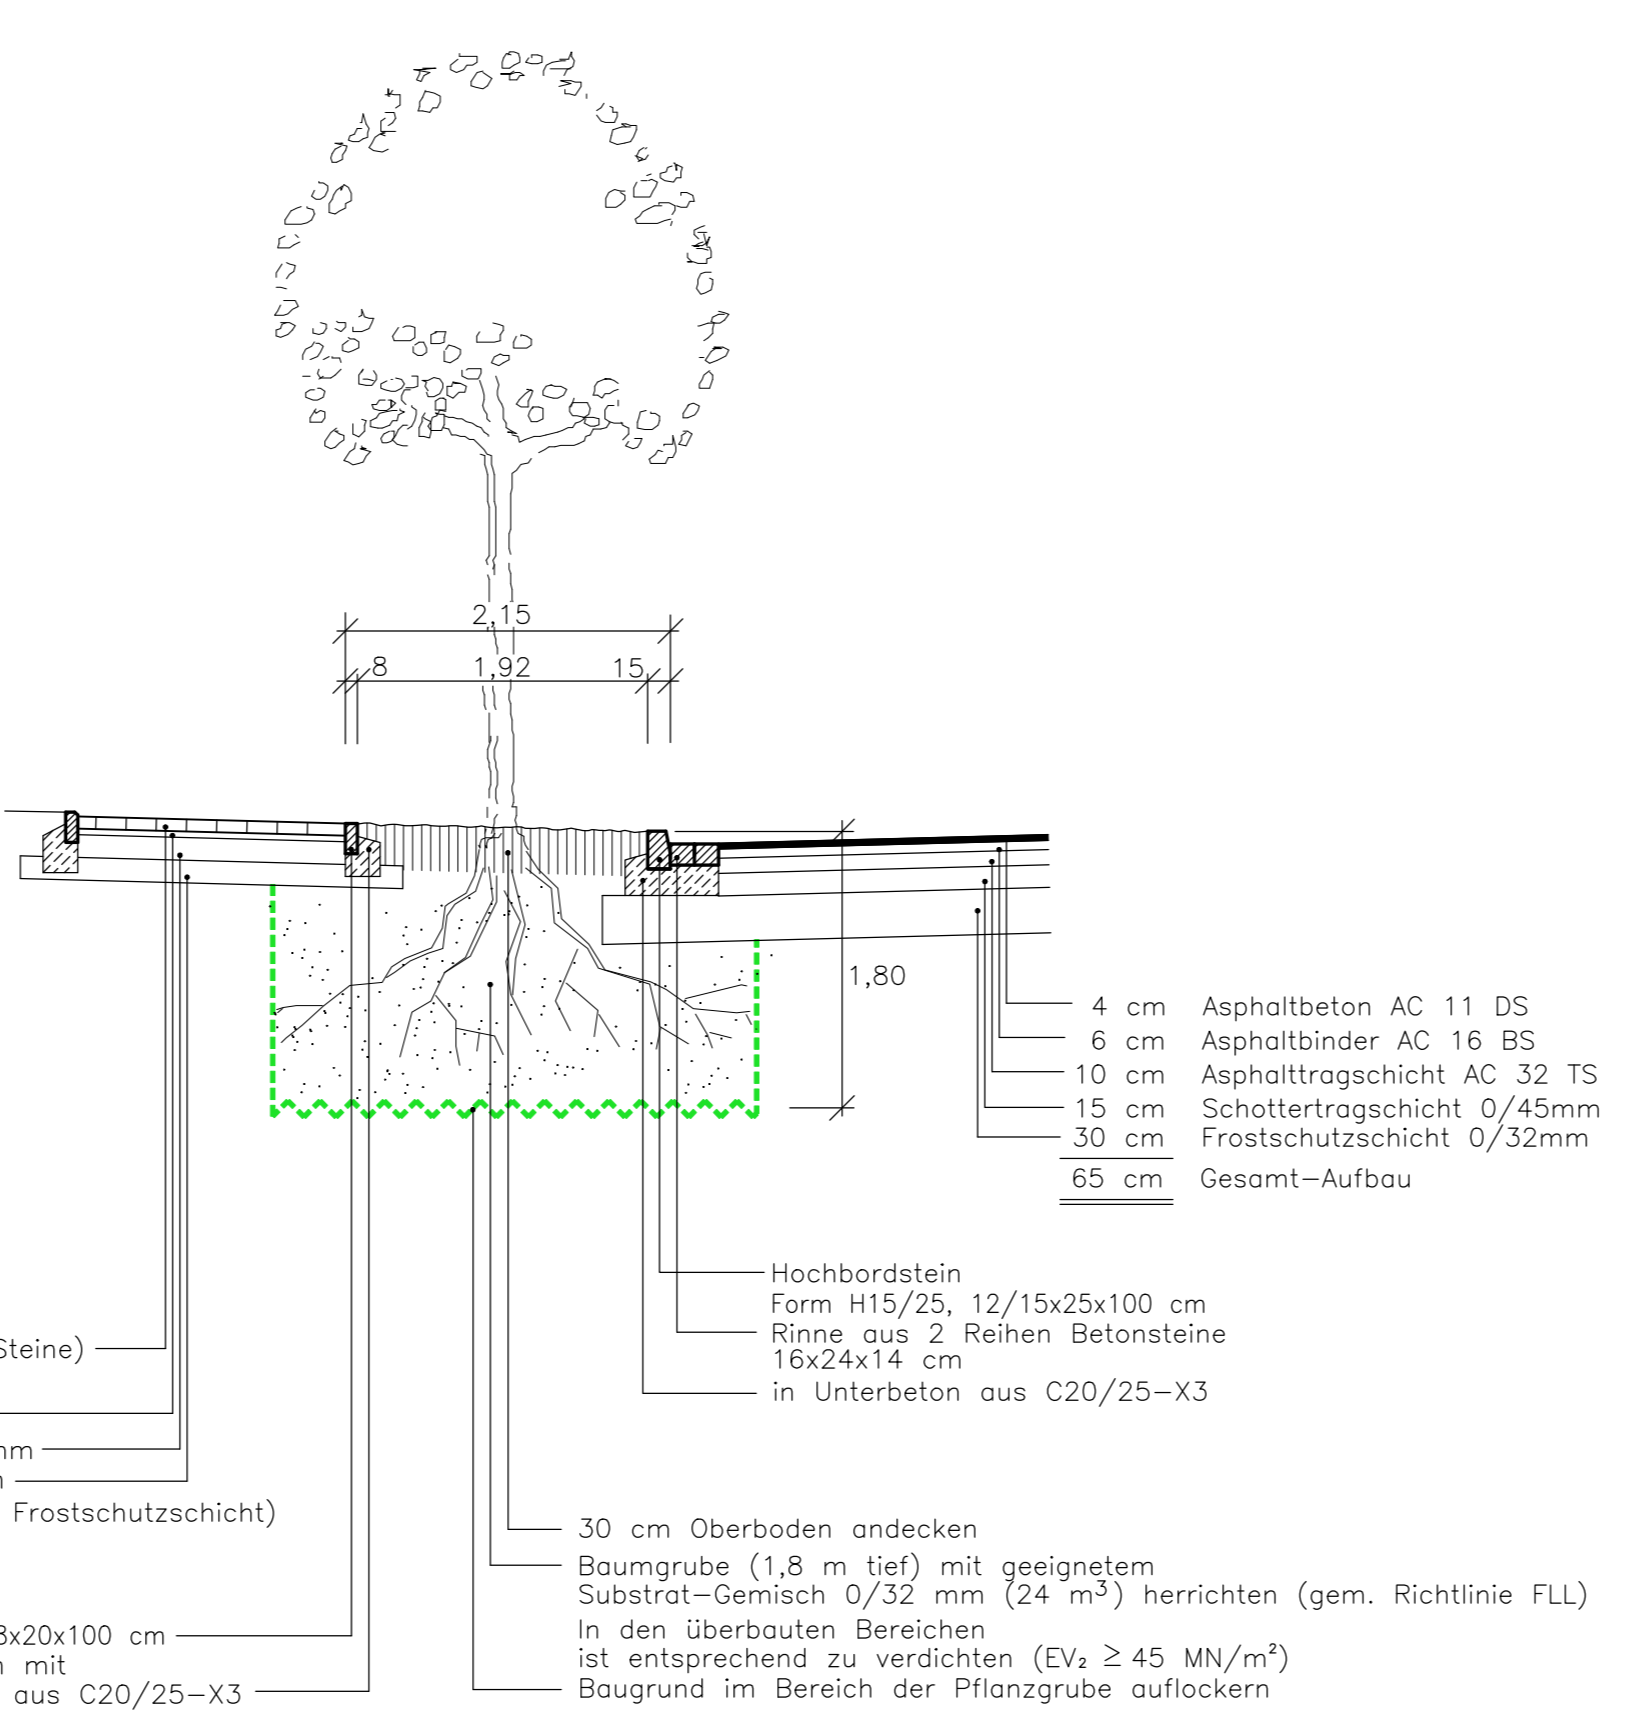 2,15
8 1,92 15
1,80
4 cm Asphaltbeton AC 11 DS
6 cm Asphaltbinder AC 16 BS
10 cm Asphalttragschicht AC 32 TS
15 cm Schottertragschicht 0/45mm
30 cm Frostschutzschicht 0/32mm
65 cm Gesamt-Aufbau
Hochbordstein
Form H15/25, 12/15x25x100 cm
Rinne aus 2 Reihen Betonsteine
16x24x14 cm
in Unterbeton aus C20/25-X3
Steine)
Frostschutzschicht)
30 cm Oberboden andecken
Baumgrube (1,8 m tief) mit geeignetem
Substrat-Gemisch 0/32 mm (24 m³) herrichten (gem. Richtlinie FLL)
In den überbauten Bereichen
ist entsprechend zu verdichten (EV₂ ≥ 45 MN/m²)
Baugrund im Bereich der Pflanzgrube auflockern
8x20x100 cm
mit
aus C20/25-X3